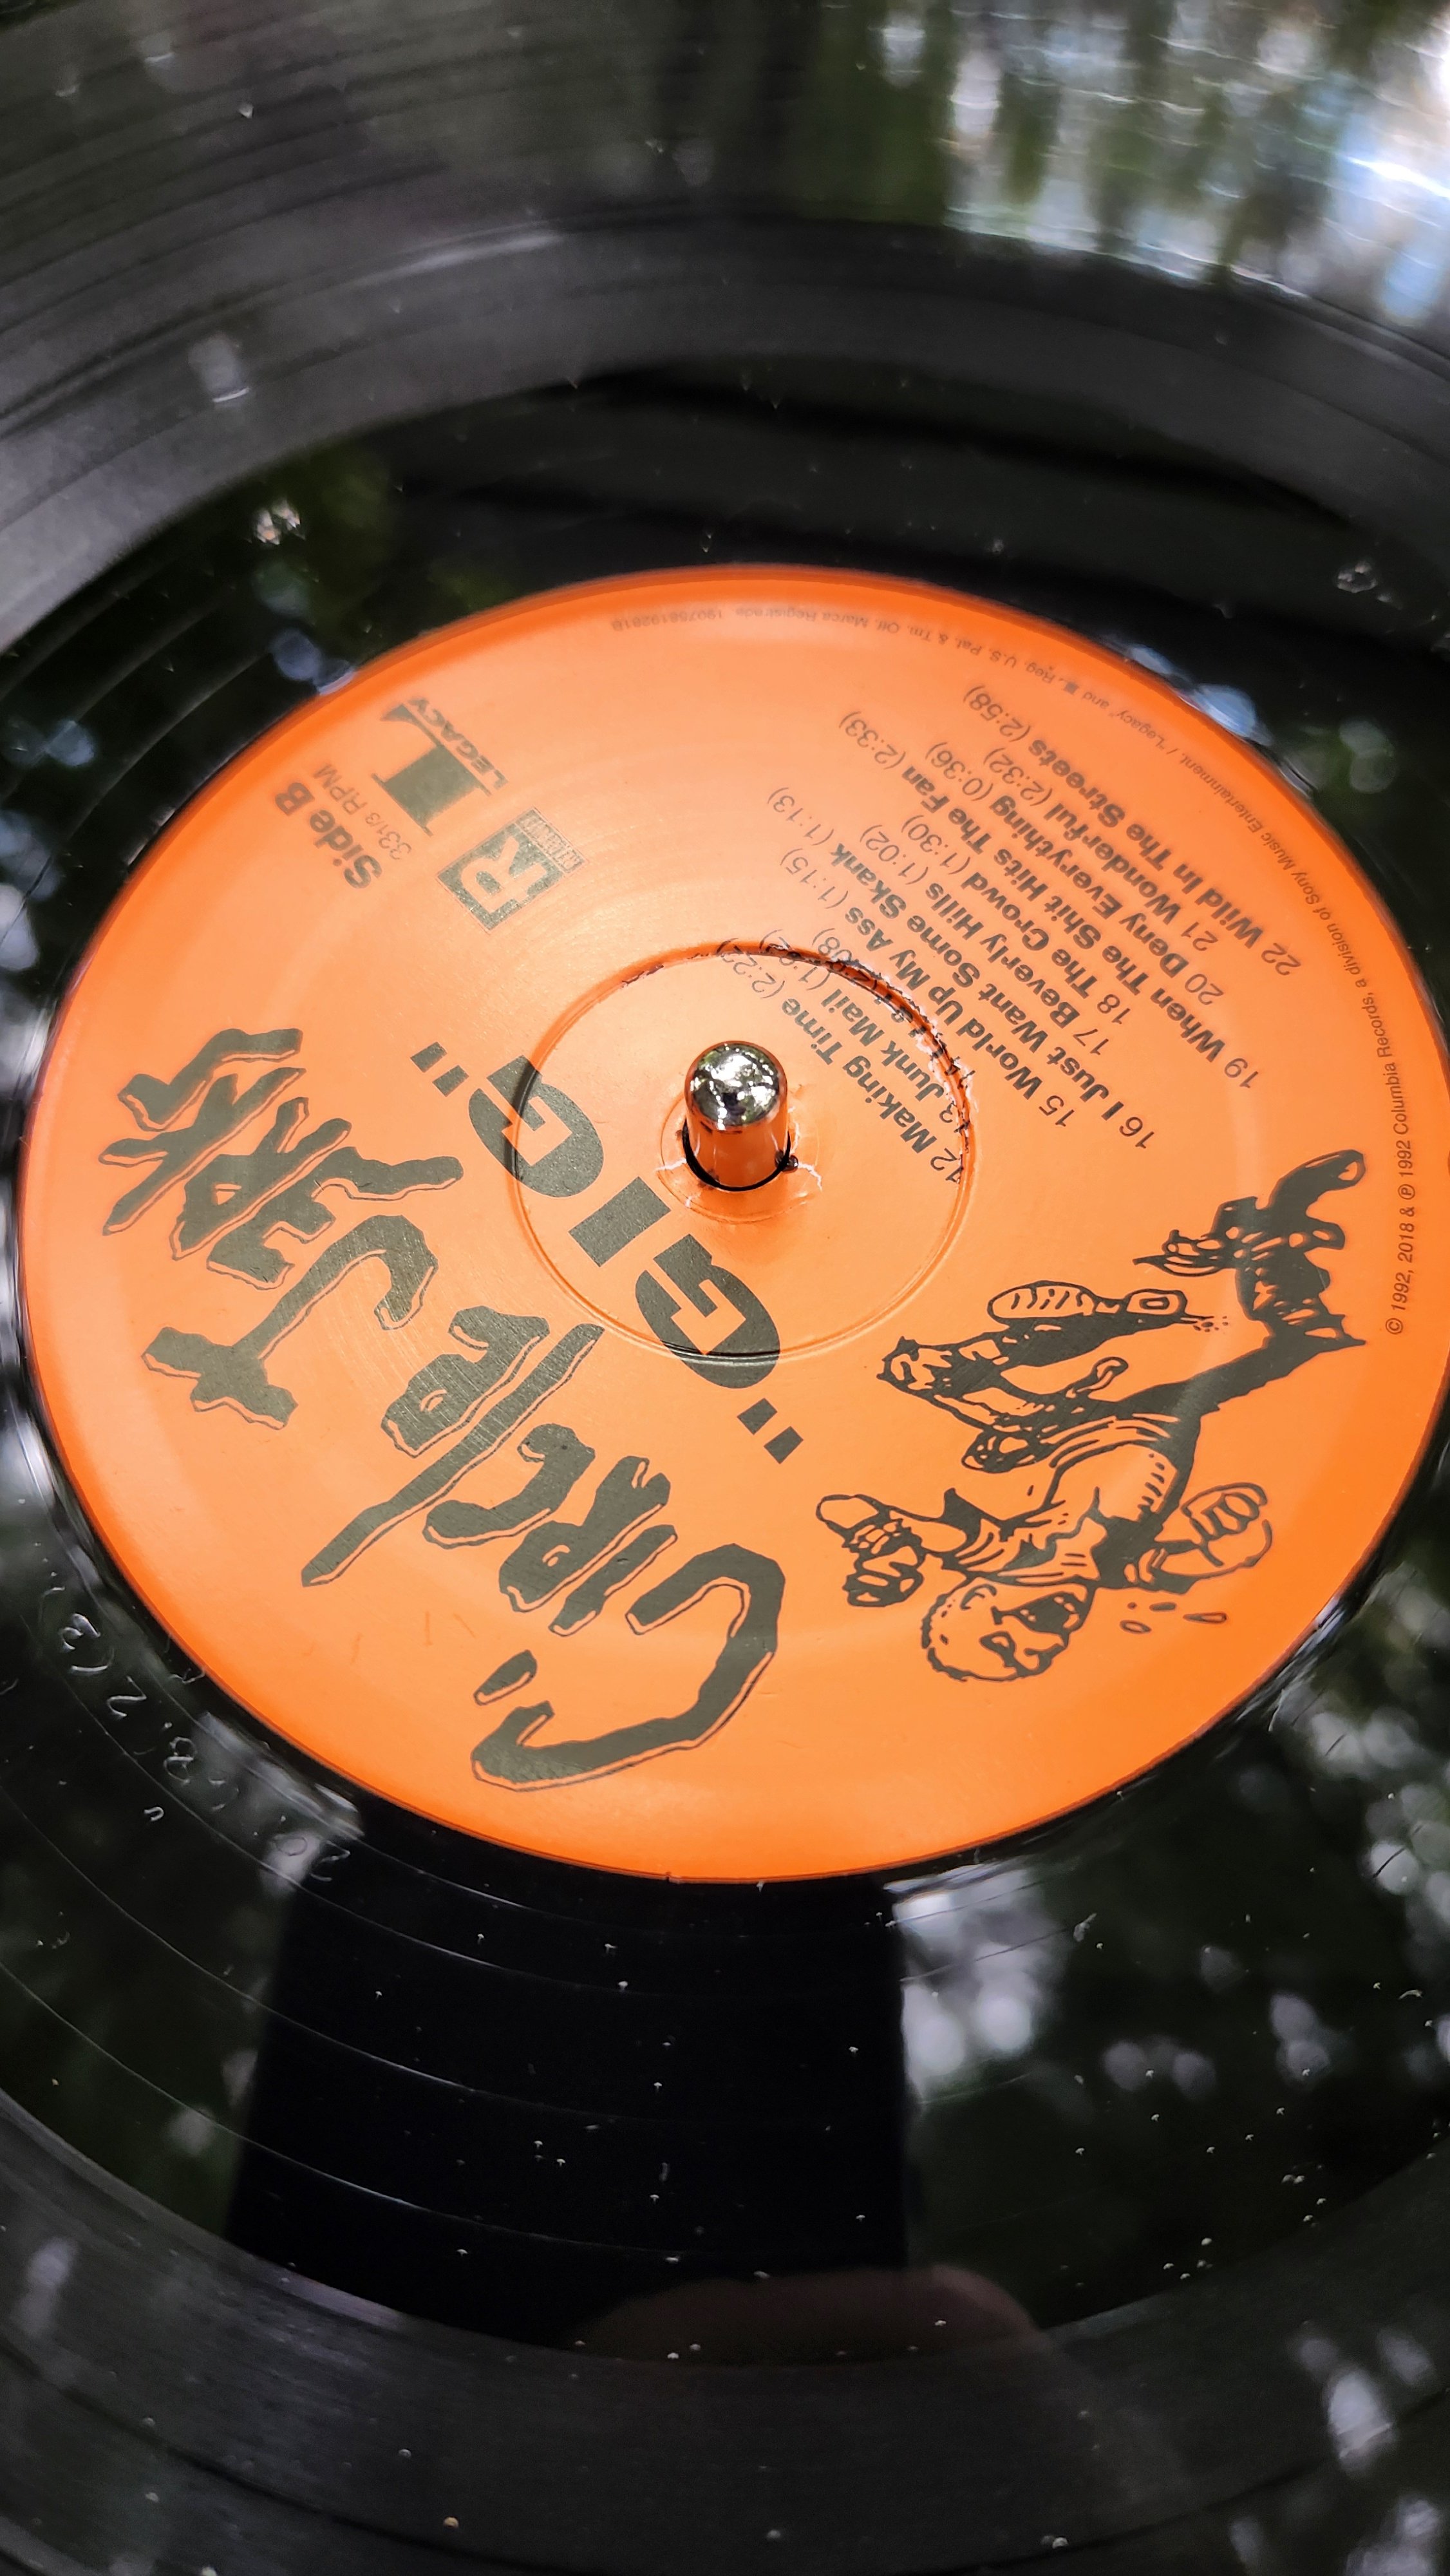 CIRCLE JERKS
"GIG"
Side B
33 1/3 RPM
LEGACY
R
12 Making Time
13 Junk Mail
15 World Up My Ass (1:15)
16 I Just Want Some Skank (1:13)
17 Beverly Hills (1:02)
18 The Crowd (1:30)
19 When The Shit Hits The Fan (2:33)
20 Deny Everything (0:36)
21 Wonderful (2:32)
22 Wild In The Streets (2:58)
© 1992, 2018 & ℗ 1992 Columbia Records, a division of Sony Music Entertainment. / "Legacy" and L Reg. U.S. Pat. & Tm. Off. Marca Registrada. 19075819281B